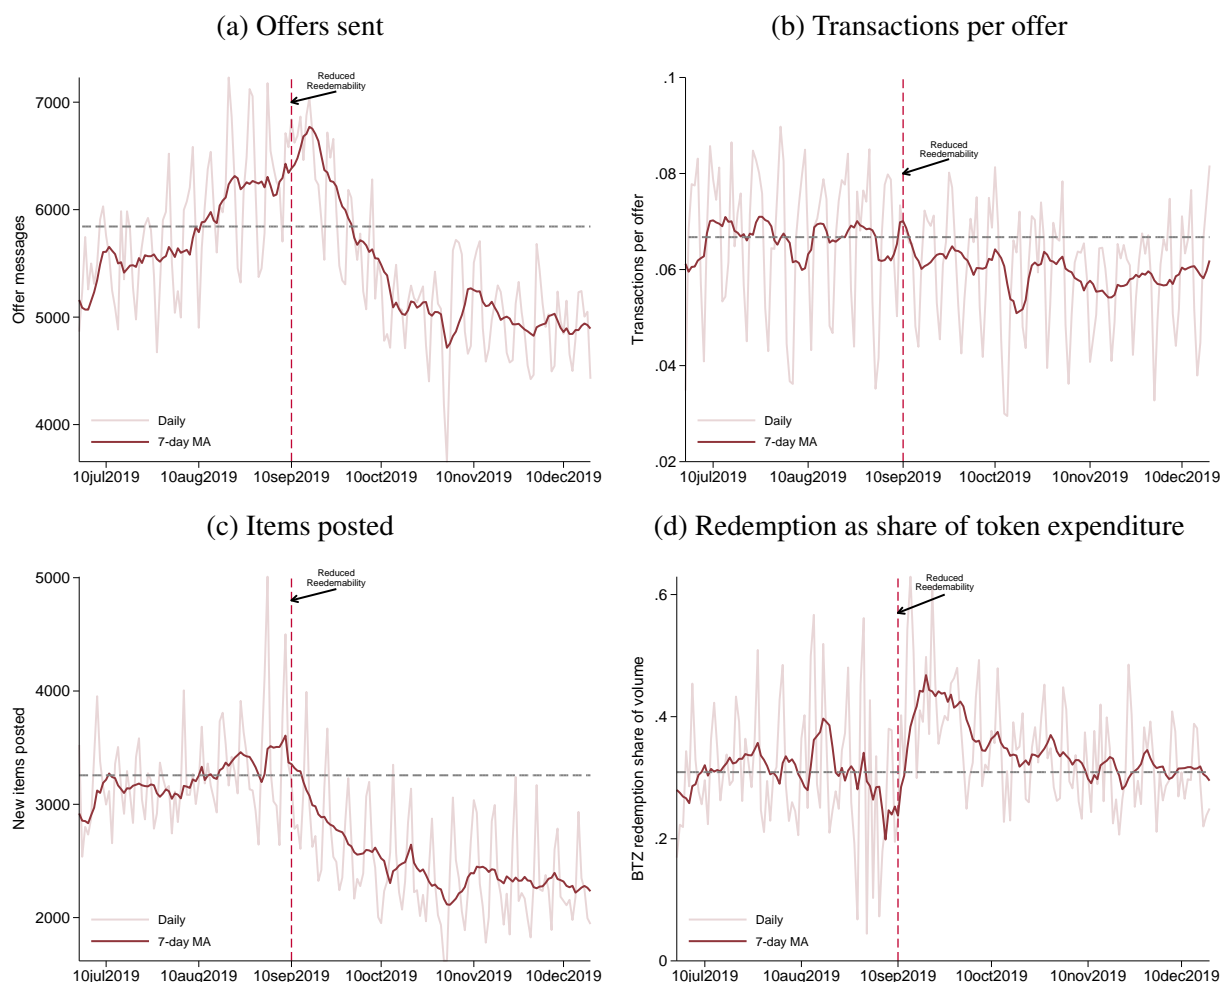 (a) Offers sent
Offer messages
7000
6000
5000
4000
Reduced
Reedemability
Daily
7-day MA
10jul2019 10aug2019 10sep2019 10oct2019 10nov2019 10dec2019
(b) Transactions per offer
Transactions per offer
.1
.08
.06
.04
.02
Reduced
Reedemability
Daily
7-day MA
10jul2019 10aug2019 10sep2019 10oct2019 10nov2019 10dec2019
(c) Items posted
New items posted
5000
4000
3000
2000
Reduced
Reedemability
Daily
7-day MA
10jul2019 10aug2019 10sep2019 10oct2019 10nov2019 10dec2019
(d) Redemption as share of token expenditure
BTZ redemption share of volume
.6
.4
.2
0
Reduced
Reedemability
Daily
7-day MA
10jul2019 10aug2019 10sep2019 10oct2019 10nov2019 10dec2019